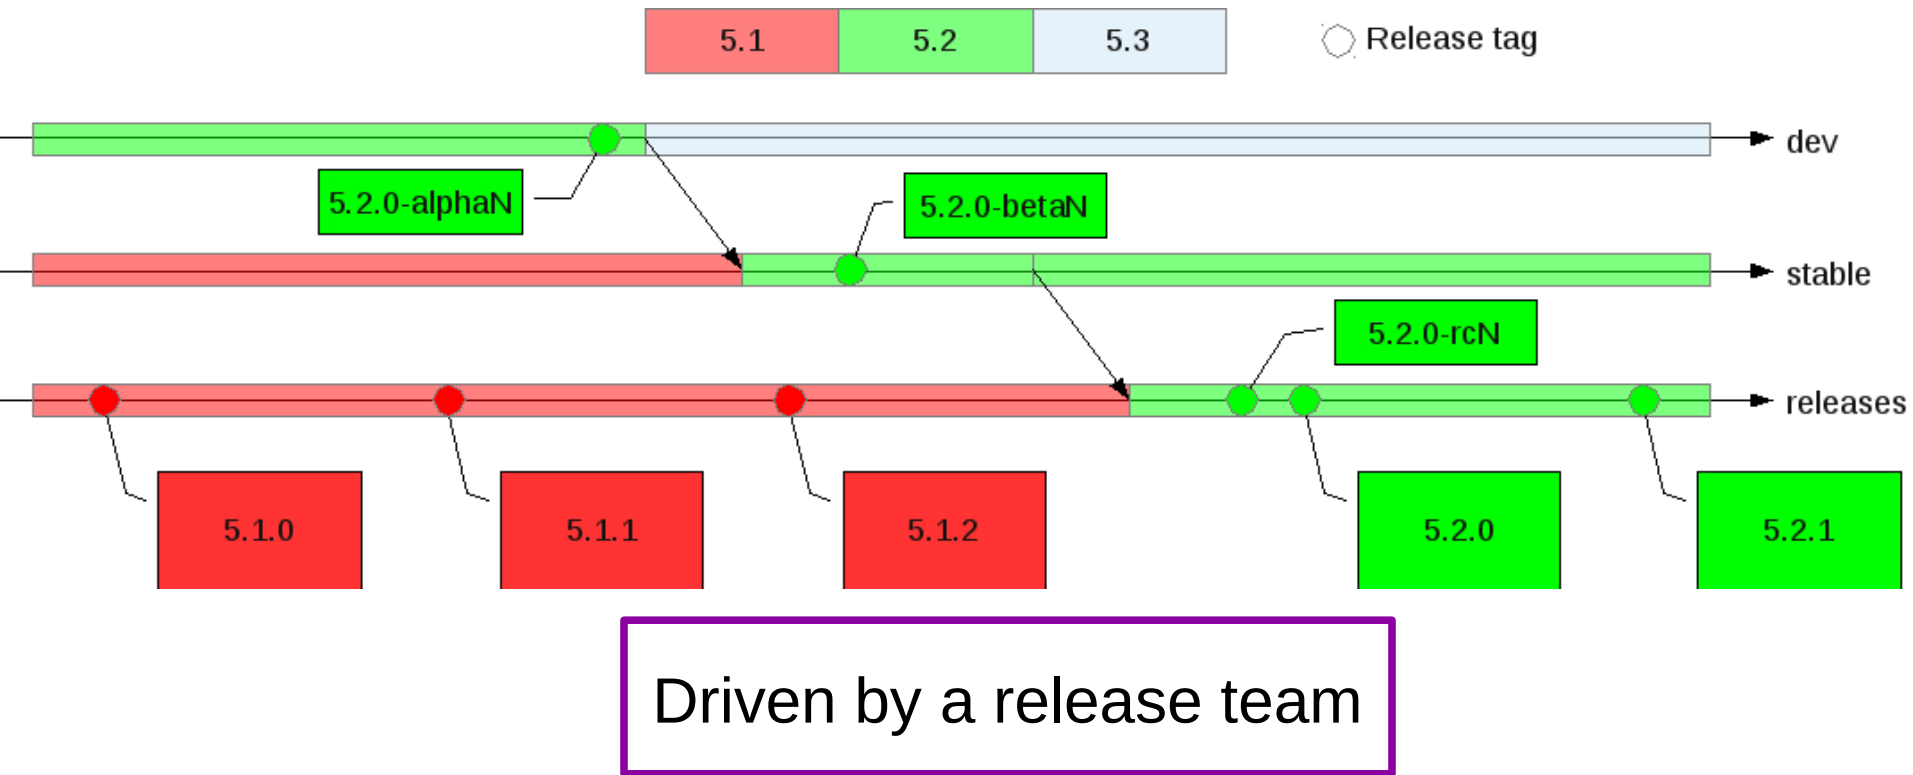 5.1 5.2 5.3 Release tag
dev
5.2.0-alphaN
5.2.0-betaN
stable
5.2.0-rcN
releases
5.1.0 5.1.1 5.1.2 5.2.0 5.2.1
Driven by a release team